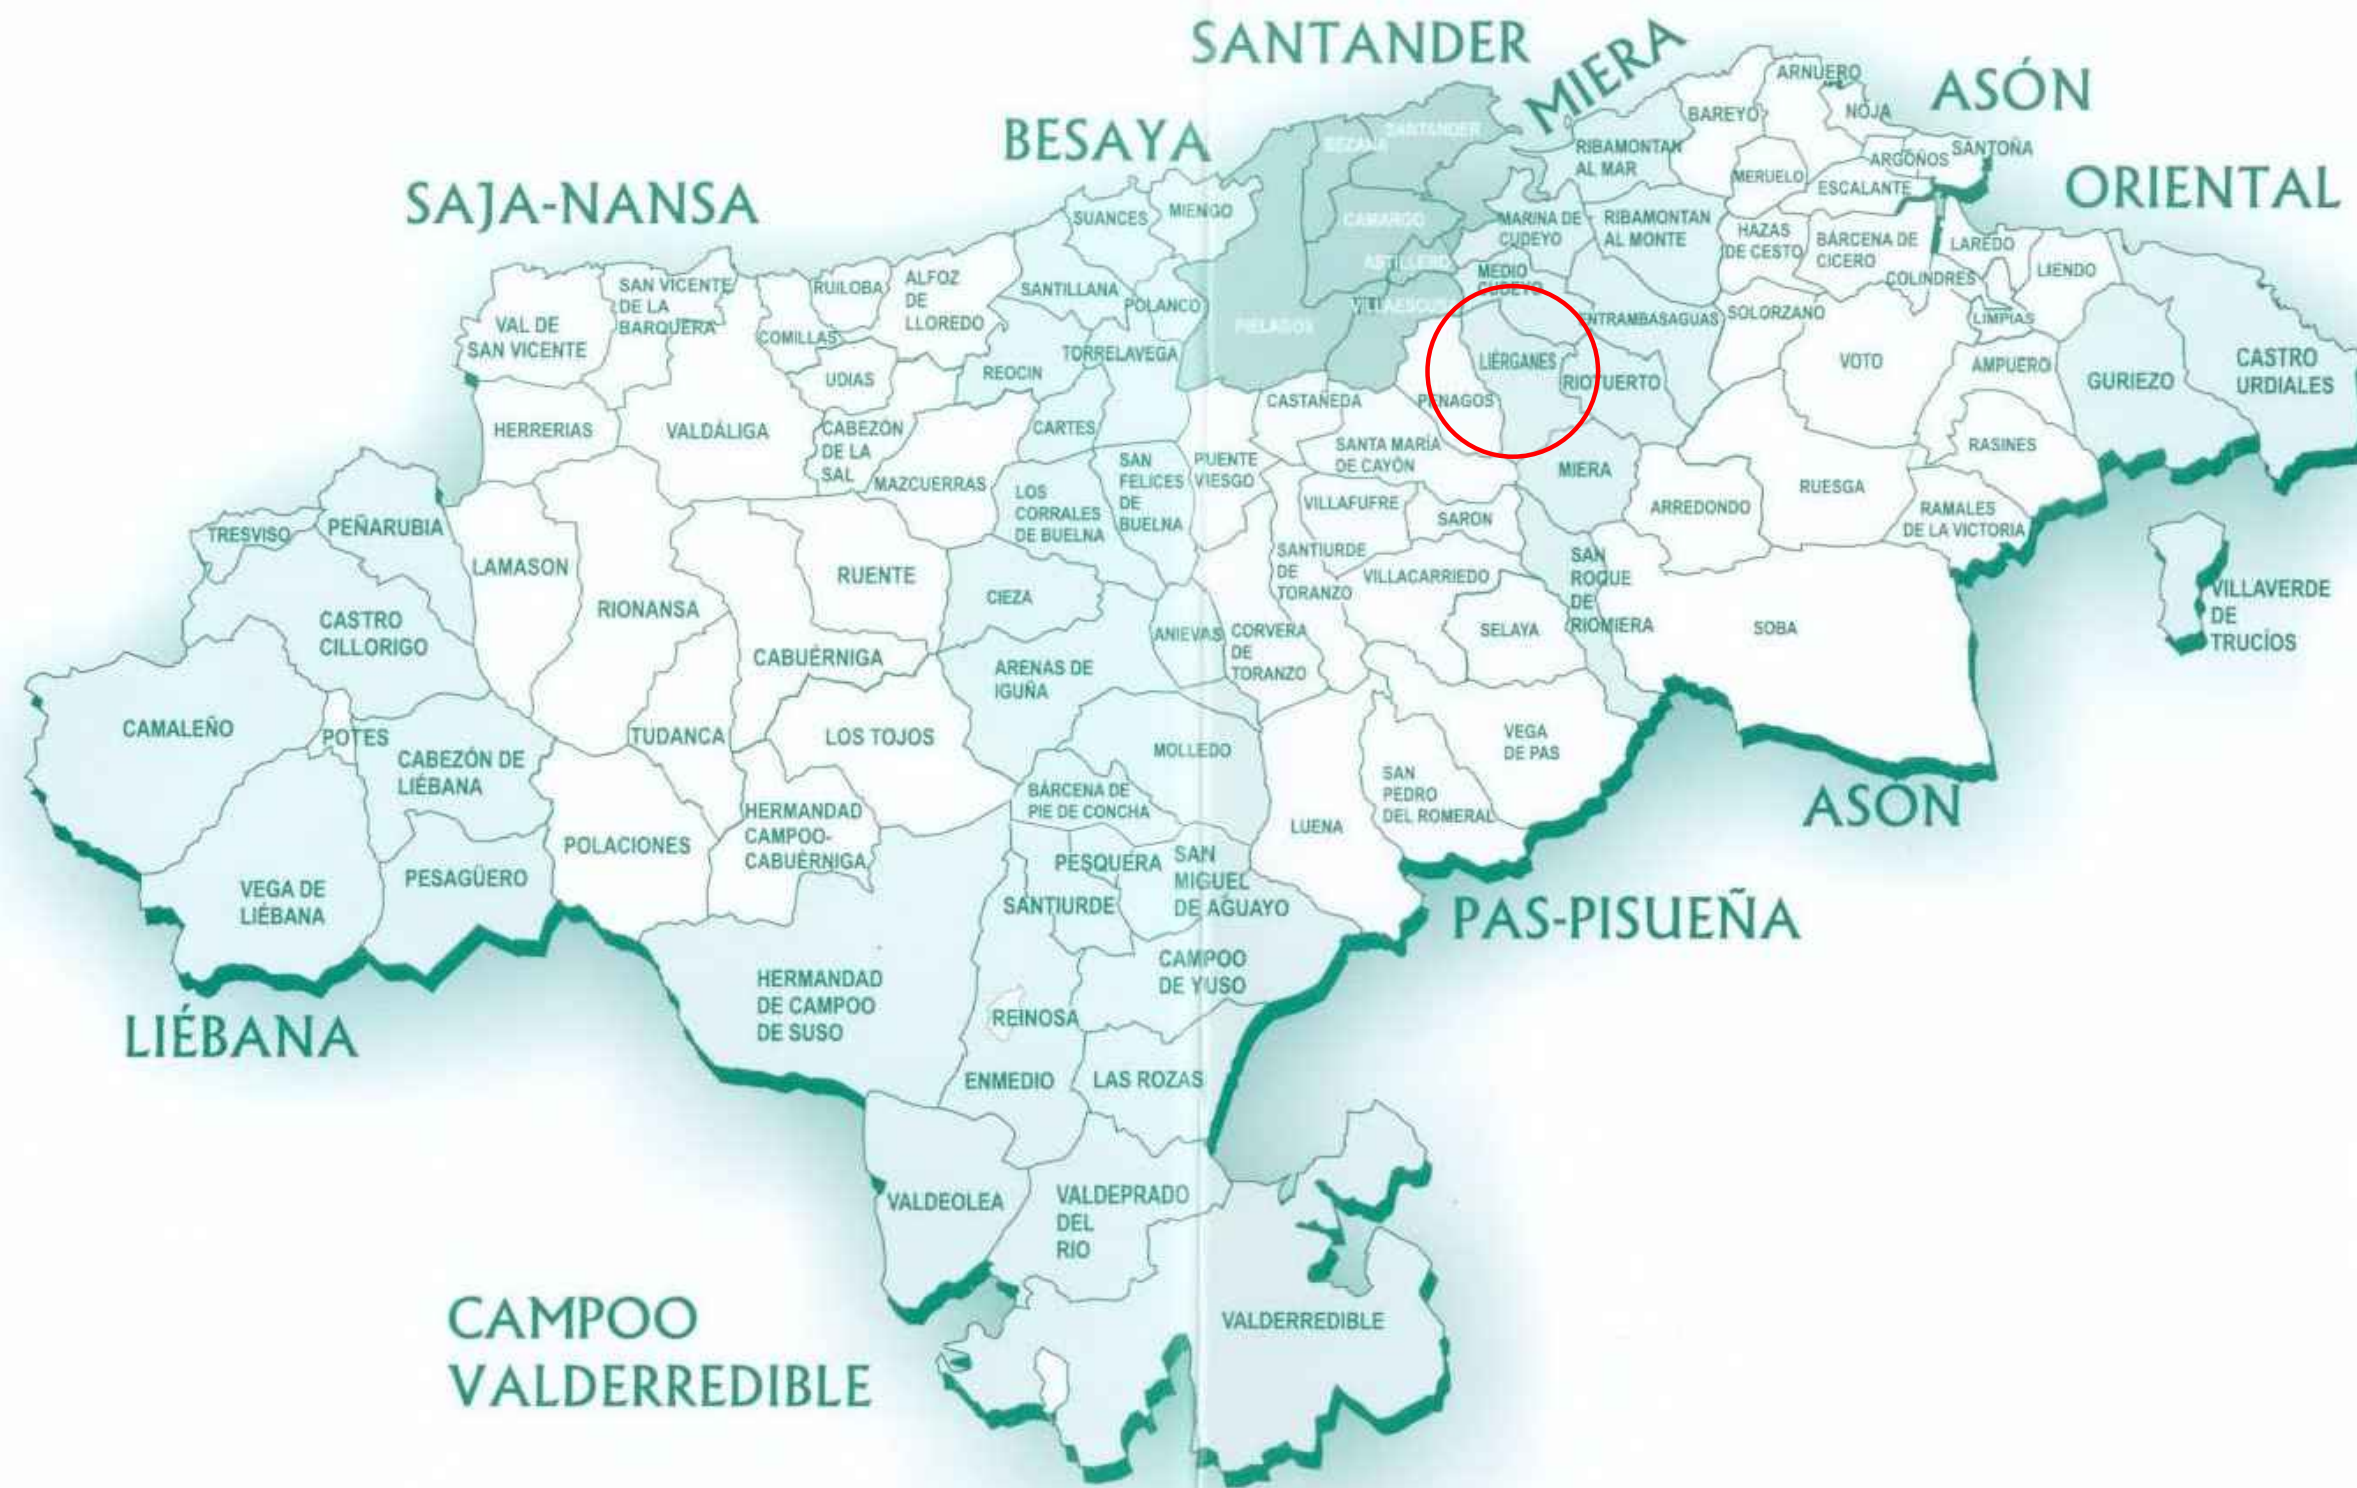 SANTANDER
MIERA
ASÓN
BESAYA
ORIENTAL
SAJA-NANSA
ARNUERO
BAREYO
NOJA
SANTANDER
BEZANA
RIBAMONTAN
AL MAR
ARGOÑOS
SANTOÑA
MERUELO
ESCALANTE
SUANCES
MIENGO
CAMARGO
MARINA DE
CUDEYO
RIBAMONTAN
AL MONTE
HAZAS
DE CESTO
BÁRCENA DE
CICERO
LAREDO
ASTILLERO
MEDIO
CUDEYO
COLINDRES
LIENDO
SAN VICENTE
DE LA
BARQUERA
RUILOBA
ALFOZ
DE
LLOREDO
SANTILLANA
POLANCO
VILLAESCUSA
PIELAGOS
ENTRAMBASAGUAS
SOLORZANO
LIMPIAS
VAL DE
SAN VICENTE
COMILLAS
TORRELAVEGA
LIÉRGANES
VOTO
AMPUERO
CASTRO
URDIALES
UDIAS
REOCIN
RIOTUERTO
GURIEZO
CASTAÑEDA
PENAGOS
HERRERIAS
VALDÁLIGA
CABEZÓN
DE LA
SAL
CARTES
SANTA MARÍA
DE CAYÓN
RASINES
MAZCUERRAS
SAN
FELICES
DE
BUELNA
PUENTE
VIESGO
MIERA
LOS
CORRALES
DE BUELNA
VILLAFUFRE
SARON
ARREDONDO
RUESGA
RAMALES
DE LA VICTORIA
TRESVISO
PEÑARUBIA
LAMASON
RUENTE
SANTIURDE
DE
TORANZO
VILLACARRIEDO
SAN
ROQUE
DE
RIOMIERA
VILLAVERDE
DE
TRUCÍOS
CASTRO
CILLORIGO
RIONANSA
CIEZA
ANIEVAS
CORVERA
DE
TORANZO
SELAYA
SOBA
CABUÉRNIGA
ARENAS DE
IGUÑA
CAMALEÑO
POTES
TUDANCA
LOS TOJOS
MOLLEDO
VEGA
DE PAS
CABEZÓN DE
LIÉBANA
BÁRCENA DE
PIE DE CONCHA
SAN
PEDRO
DEL ROMERAL
ASÓN
HERMANDAD
CAMPOO-
CABUÉRNIGA
LUENA
POLACIONES
PESQUERA
SAN
MIGUEL
DE AGUAYO
PESAGÜERO
VEGA DE
LIÉBANA
SANTIURDE
PAS-PISUEÑA
HERMANDAD
DE CAMPOO
DE SUSO
CAMPOO
DE YUSO
LIÉBANA
REINOSA
ENMEDIO
LAS ROZAS
VALDEOLEA
VALDEPRADO
DEL
RIO
CAMPOO
VALDERREDIBLE
VALDERREDIBLE